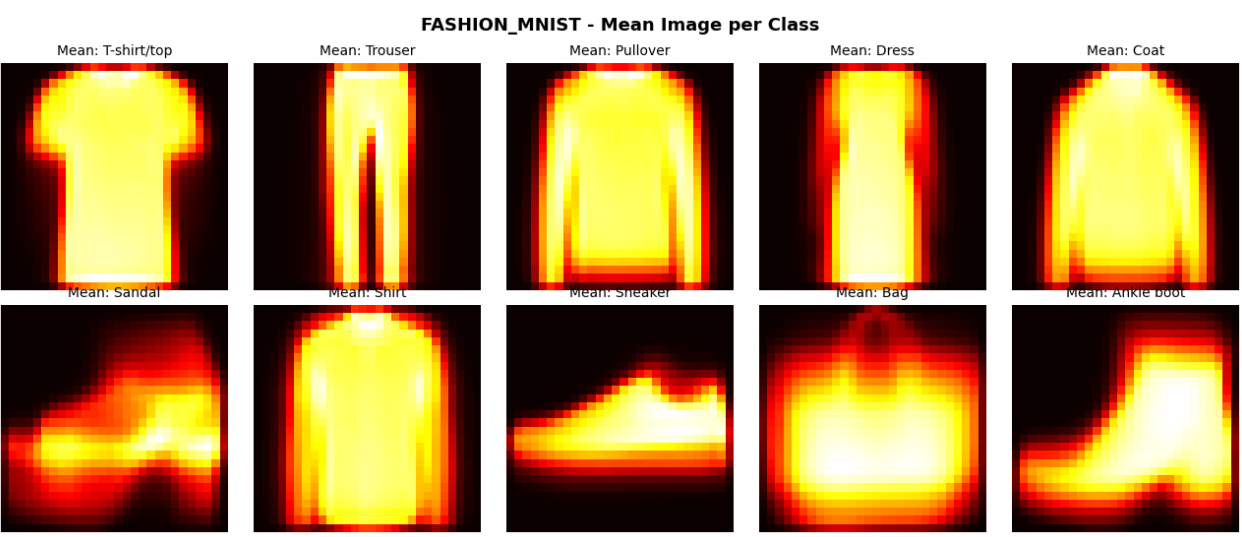 FASHION_MNIST - Mean Image per Class
Mean: T-shirt/top
Mean: Trouser
Mean: Pullover
Mean: Dress
Mean: Coat
Mean: Sandal
Mean: Shirt
Mean: Sneaker
Mean: Bag
Mean: Ankle boot